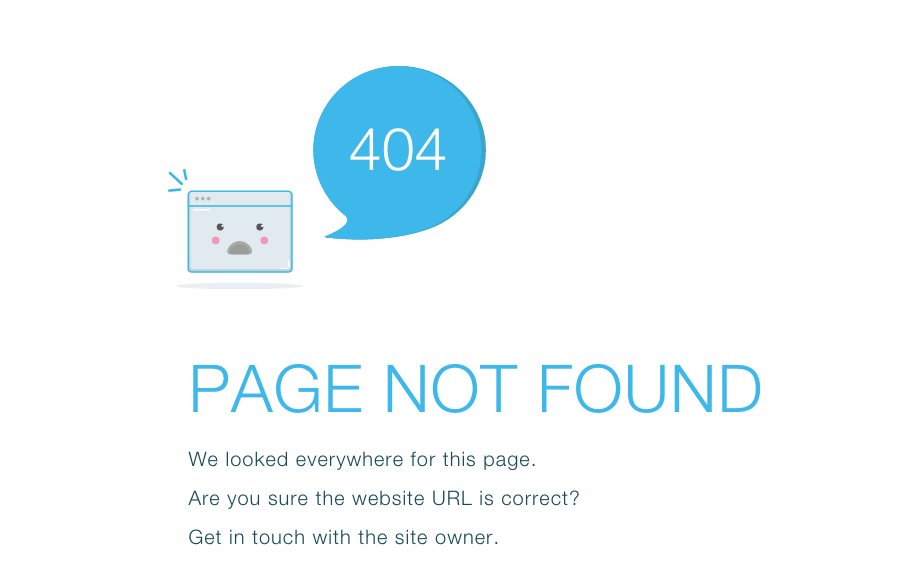 404
PAGE NOT FOUND
We looked everywhere for this page.
Are you sure the website URL is correct?
Get in touch with the site owner.